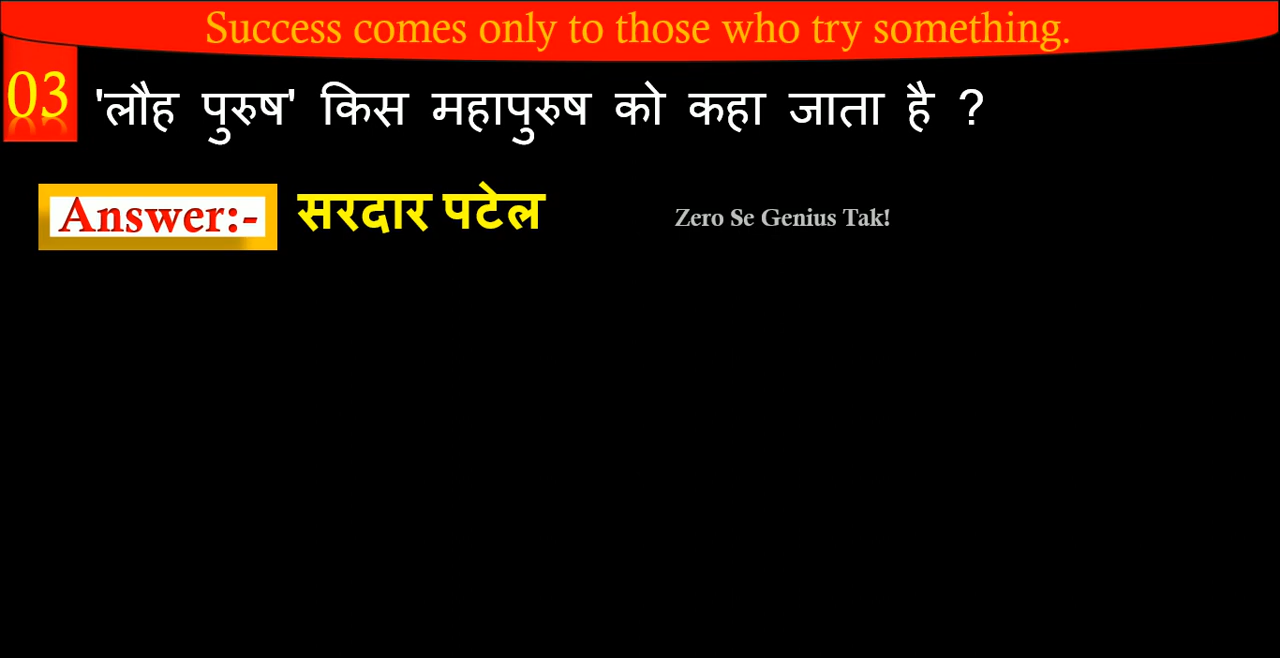 Success comes only to those who try something.
03 'लौह पुरुष' किस महापुरुष को कहा जाता है ?
Answer:- सरदार पटेल Zero Se Genius Tak!